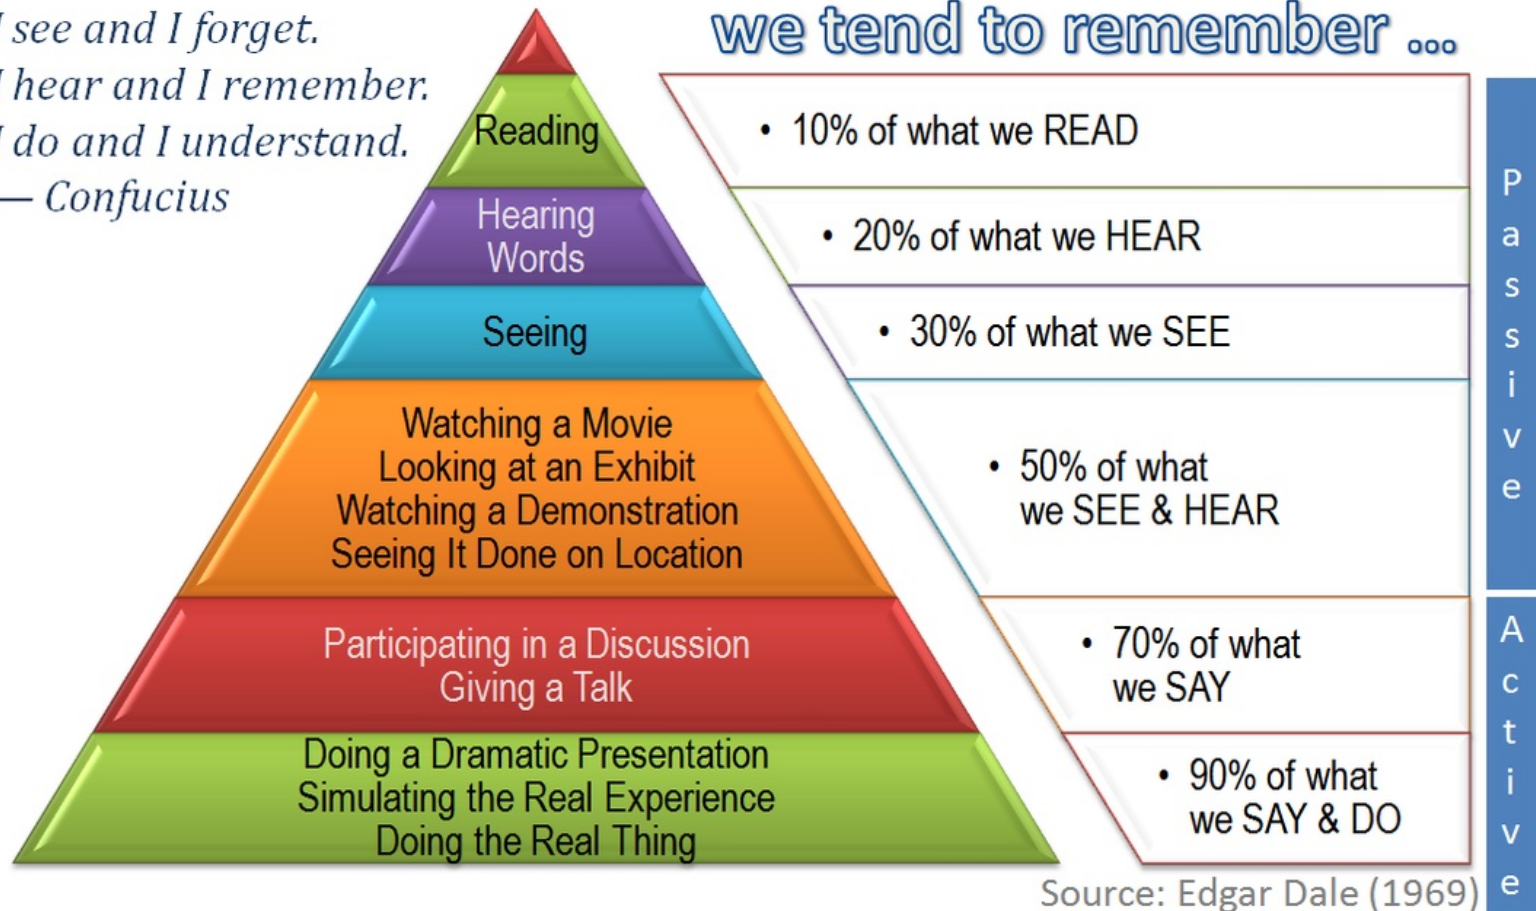 I see and I forget.
I hear and I remember.
I do and I understand.
— Confucius
we tend to remember ...
Reading
• 10% of what we READ
Hearing
Words
• 20% of what we HEAR
Seeing
• 30% of what we SEE
Watching a Movie
Looking at an Exhibit
Watching a Demonstration
Seeing It Done on Location
• 50% of what
we SEE & HEAR
Participating in a Discussion
Giving a Talk
• 70% of what
we SAY
Doing a Dramatic Presentation
Simulating the Real Experience
Doing the Real Thing
• 90% of what
we SAY & DO
Passive
Active
Source: Edgar Dale (1969)